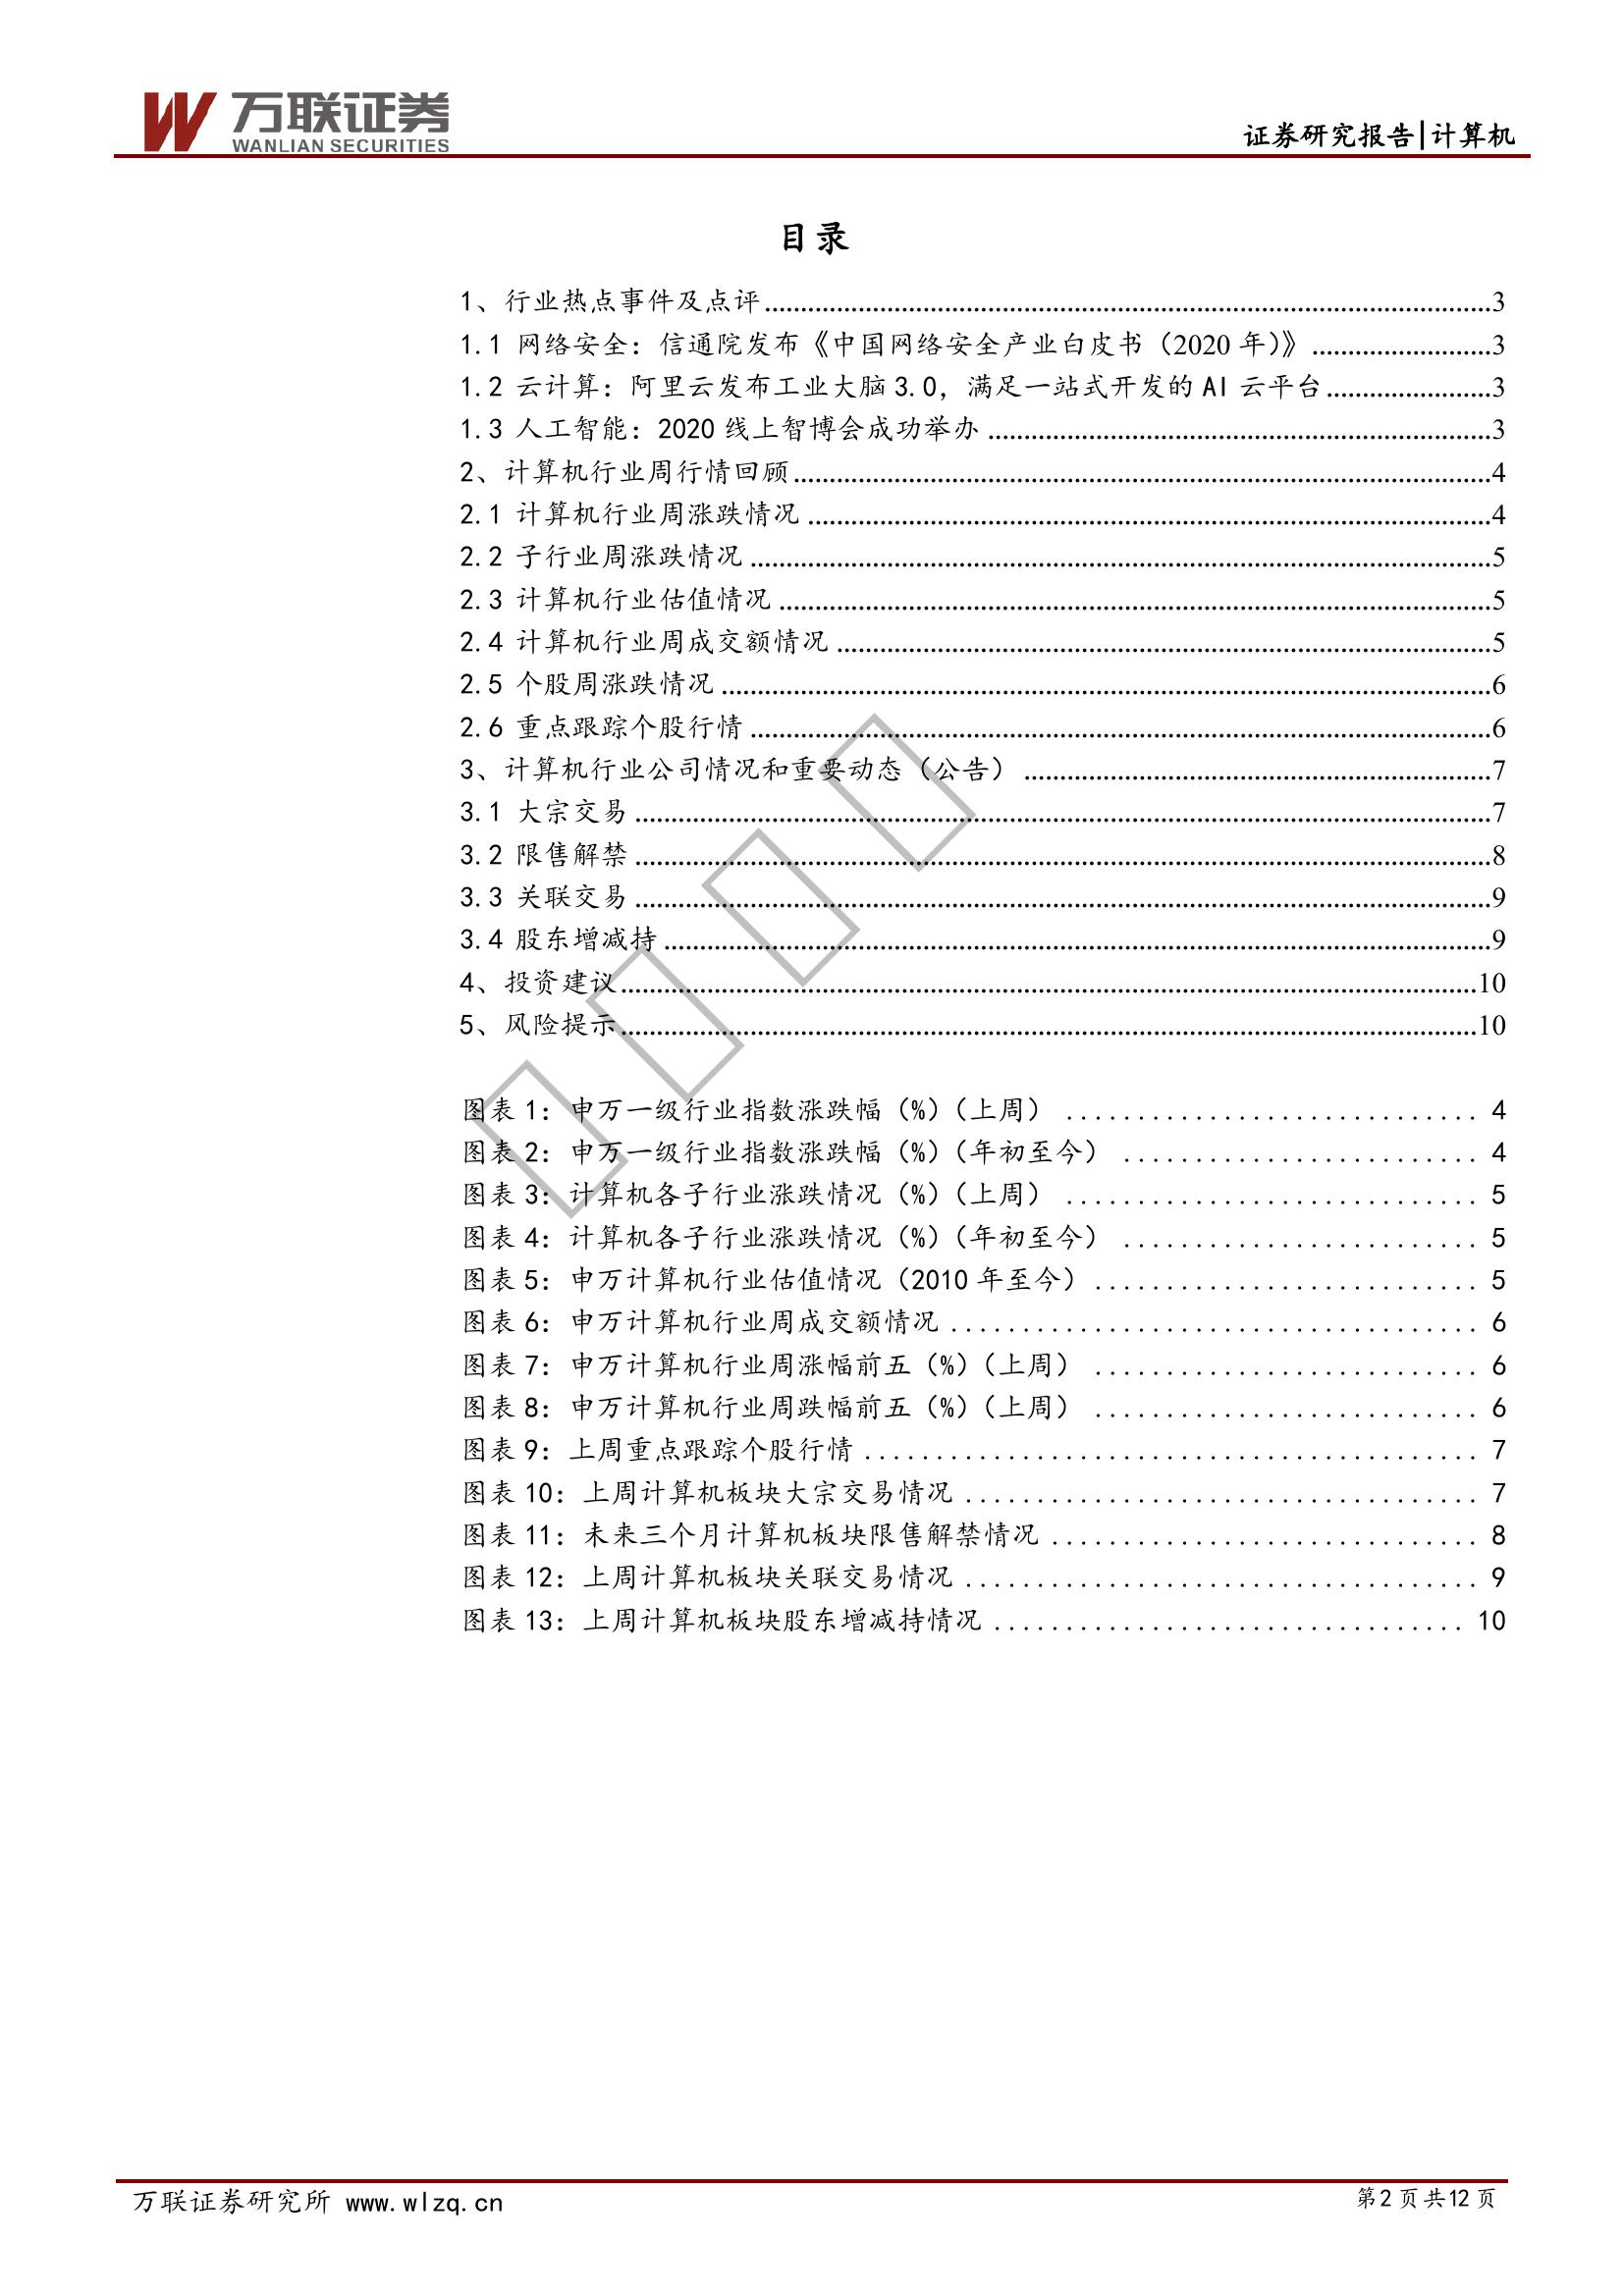 万联证券
WANLIAN SECURITIES
证券研究报告|计算机
目录
1、行业热点事件及点评....................3
1.1 网络安全：信通院发布《中国网络安全产业白皮书（2020 年）》....................3
1.2 云计算：阿里云发布工业大脑 3.0，满足一站式开发的 AI 云平台....................3
1.3 人工智能：2020 线上智博会成功举办....................3
2、计算机行业周行情回顾....................4
2.1 计算机行业周涨跌情况....................4
2.2 子行业周涨跌情况....................5
2.3 计算机行业估值情况....................5
2.4 计算机行业周成交额情况....................5
2.5 个股周涨跌情况....................6
2.6 重点跟踪个股行情....................6
3、计算机行业公司情况和重要动态（公告）....................7
3.1 大宗交易....................7
3.2 限售解禁....................8
3.3 关联交易....................9
3.4 股东增减持....................9
4、投资建议....................10
5、风险提示....................10
图表 1：申万一级行业指数涨跌幅（%）（上周）.................... 4
图表 2：申万一级行业指数涨跌幅（%）（年初至今）.................... 4
图表 3：计算机各子行业涨跌情况（%）（上周）.................... 5
图表 4：计算机各子行业涨跌情况（%）（年初至今）.................... 5
图表 5：申万计算机行业估值情况（2010 年至今）.................... 5
图表 6：申万计算机行业周成交额情况.................... 6
图表 7：申万计算机行业周涨幅前五（%）（上周）.................... 6
图表 8：申万计算机行业周跌幅前五（%）（上周）.................... 6
图表 9：上周重点跟踪个股行情.................... 7
图表 10：上周计算机板块大宗交易情况.................... 7
图表 11：未来三个月计算机板块限售解禁情况.................... 8
图表 12：上周计算机板块关联交易情况.................... 9
图表 13：上周计算机板块股东增减持情况.................... 10
万联证券研究所 www.wlzq.cn
第2页共12页